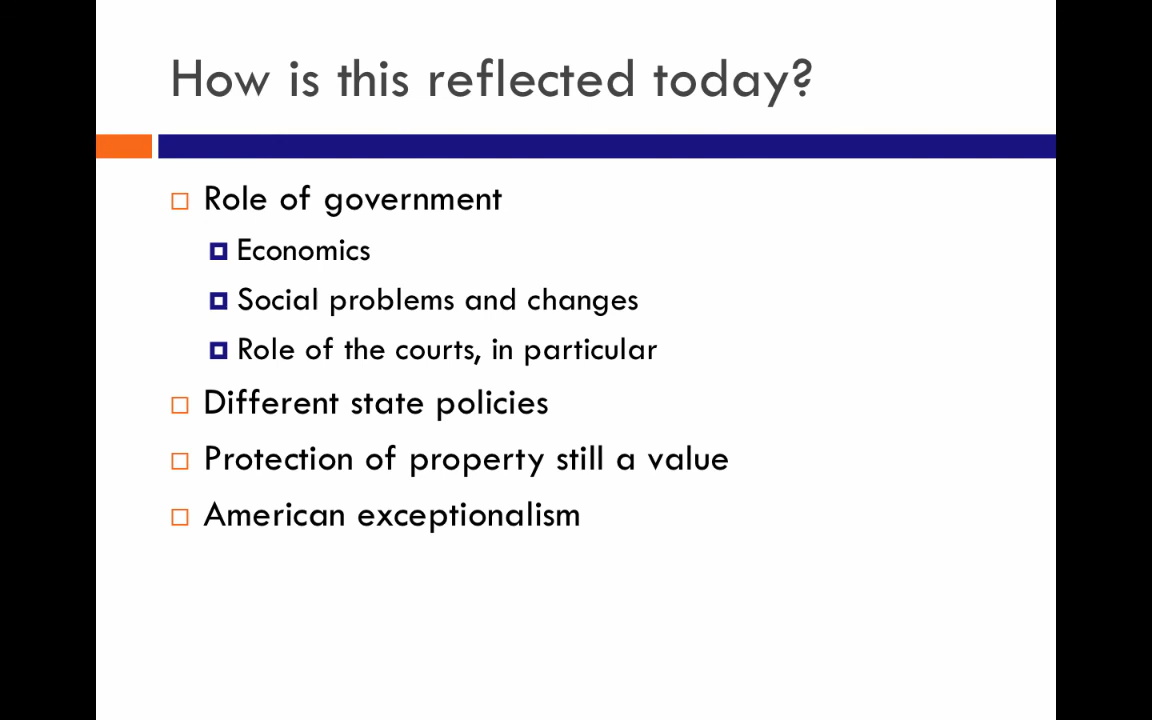 How is this reflected today?
Role of government
Economics
Social problems and changes
Role of the courts, in particular
Different state policies
Protection of property still a value
American exceptionalism